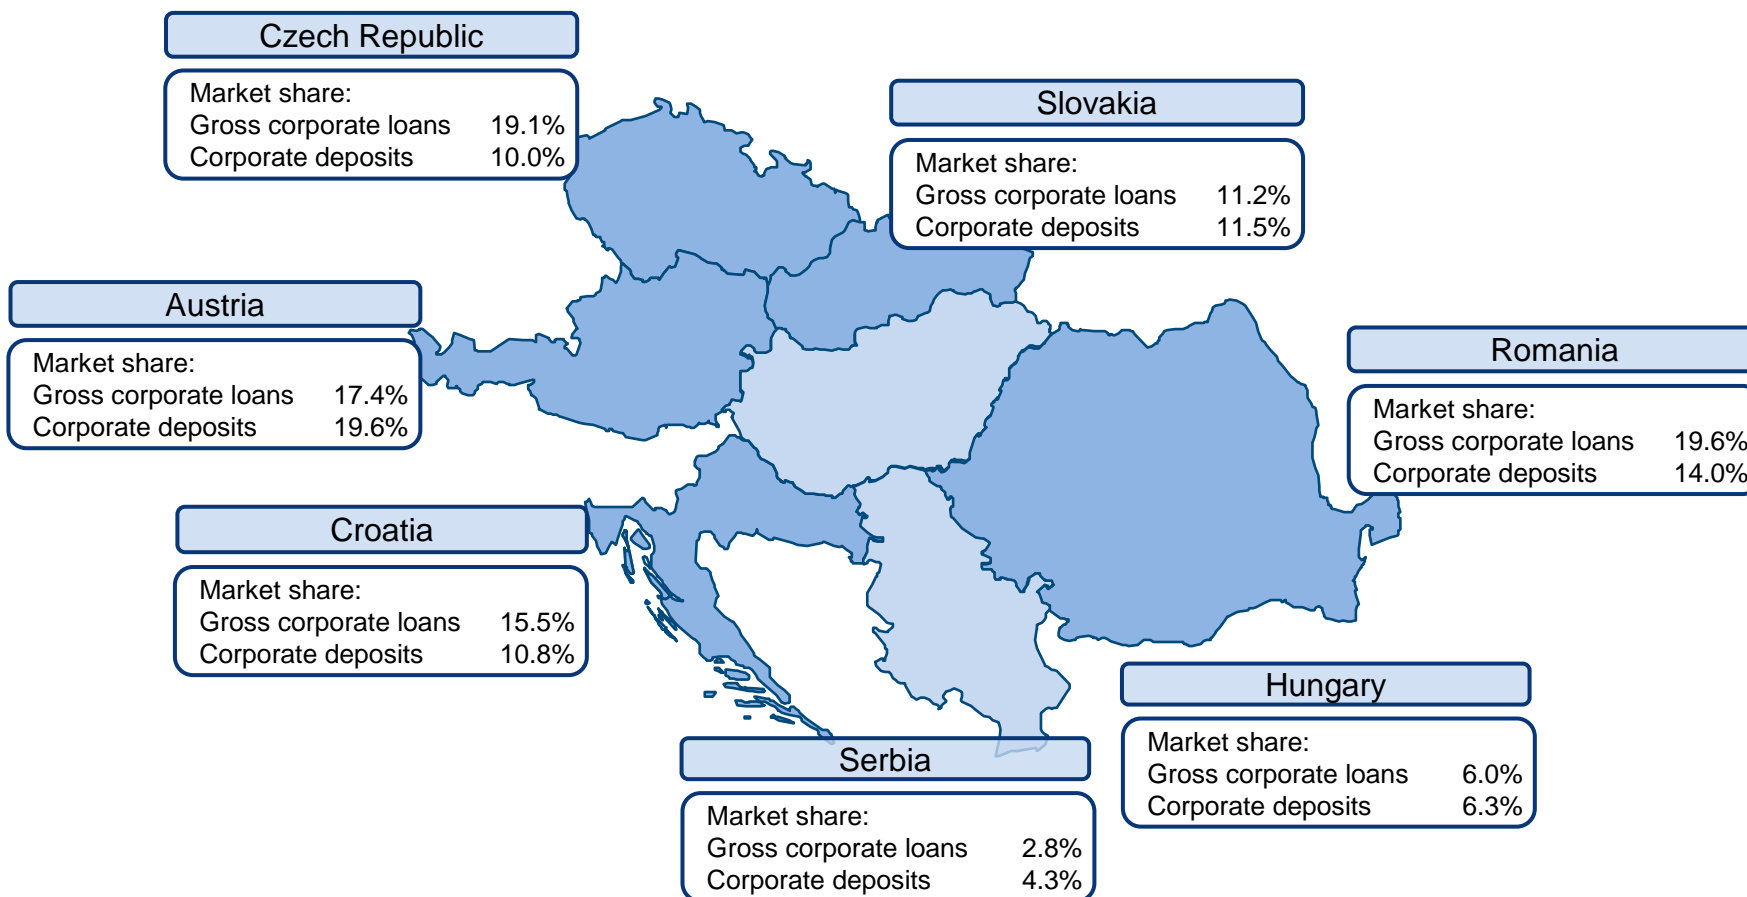 Czech Republic
Market share:
Gross corporate loans 19.1%
Corporate deposits 10.0%
Slovakia
Market share:
Gross corporate loans 11.2%
Corporate deposits 11.5%
Austria
Market share:
Gross corporate loans 17.4%
Corporate deposits 19.6%
Romania
Market share:
Gross corporate loans 19.6%
Corporate deposits 14.0%
Croatia
Market share:
Gross corporate loans 15.5%
Corporate deposits 10.8%
Hungary
Market share:
Gross corporate loans 6.0%
Corporate deposits 6.3%
Serbia
Market share:
Gross corporate loans 2.8%
Corporate deposits 4.3%